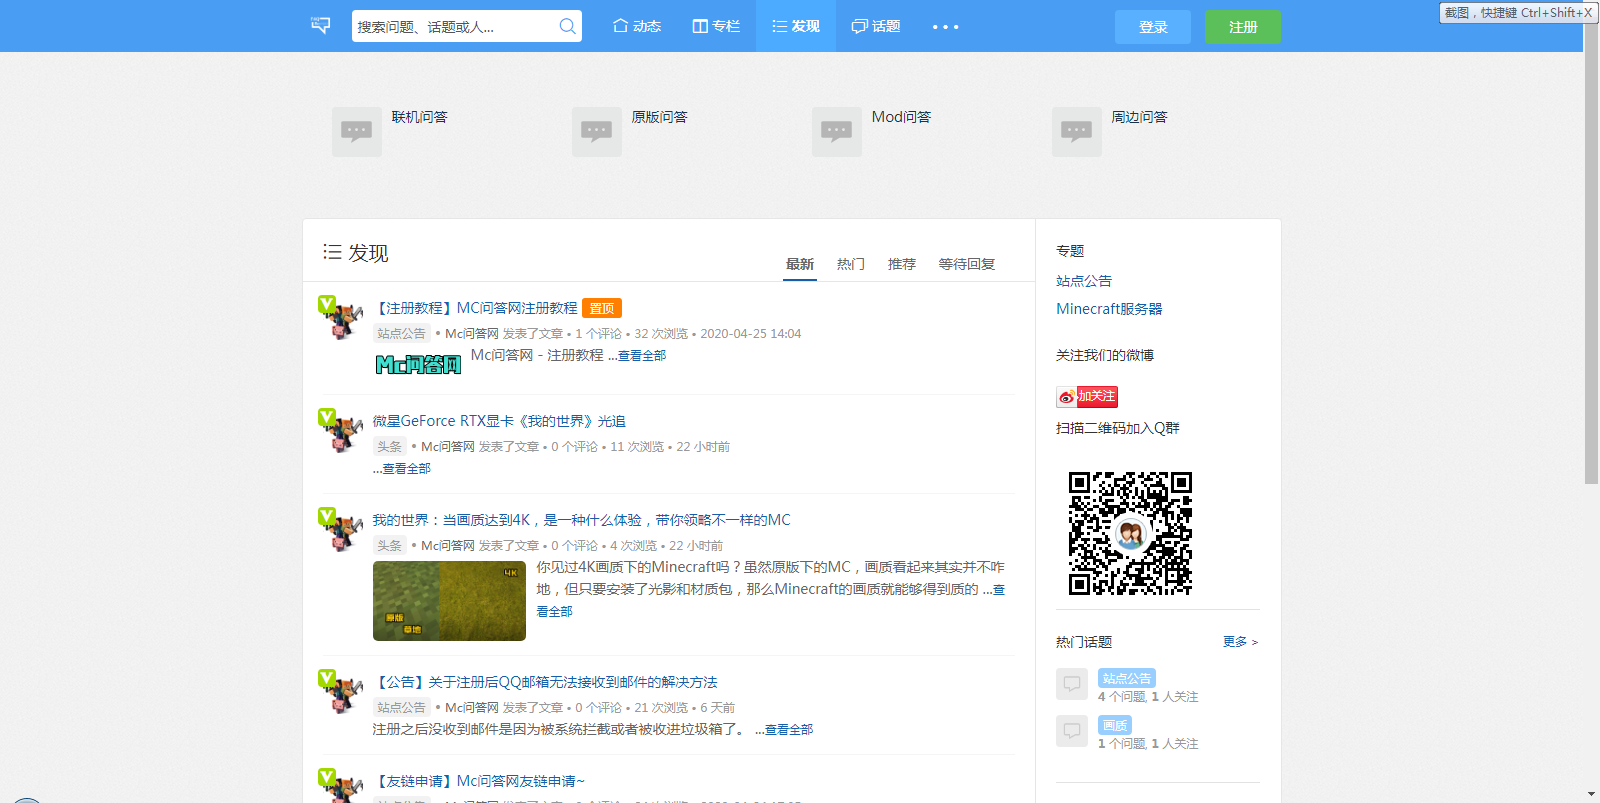 搜索问题、话题或人...
动态
专栏
发现
话题
登录
注册
截图，快捷键 Ctrl+Shift+X
联机问答
原版问答
Mod问答
周边问答
发现
最新
热门
推荐
等待回复
【注册教程】MC问答网注册教程 置顶
站点公告 • Mc问答网 发表了文章 • 1 个评论 • 32 次浏览 • 2020-04-25 14:04
Mc问答网
Mc问答网 - 注册教程 ...查看全部
微星GeForce RTX显卡《我的世界》光追
头条 • Mc问答网 发表了文章 • 0 个评论 • 11 次浏览 • 22 小时前
...查看全部
我的世界：当画质达到4K，是一种什么体验，带你领略不一样的MC
头条 • Mc问答网 发表了文章 • 0 个评论 • 4 次浏览 • 22 小时前
4K
原版
草地
你见过4K画质下的Minecraft吗？虽然原版下的MC，画质看起来其实并不咋
地，但只要安装了光影和材质包，那么Minecraft的画质就能够得到质的 ...查
看全部
【公告】关于注册后QQ邮箱无法接收到邮件的解决方法
站点公告 • Mc问答网 发表了文章 • 0 个评论 • 21 次浏览 • 6 天前
注册之后没收到邮件是因为被系统拦截或者被收进垃圾箱了。 ...查看全部
【友链申请】Mc问答网友链申请~
专题
站点公告
Minecraft服务器
关注我们的微博
加关注
扫描二维码加入Q群
热门话题
更多 >
站点公告
4 个问题, 1 人关注
画质
1 个问题, 1 人关注